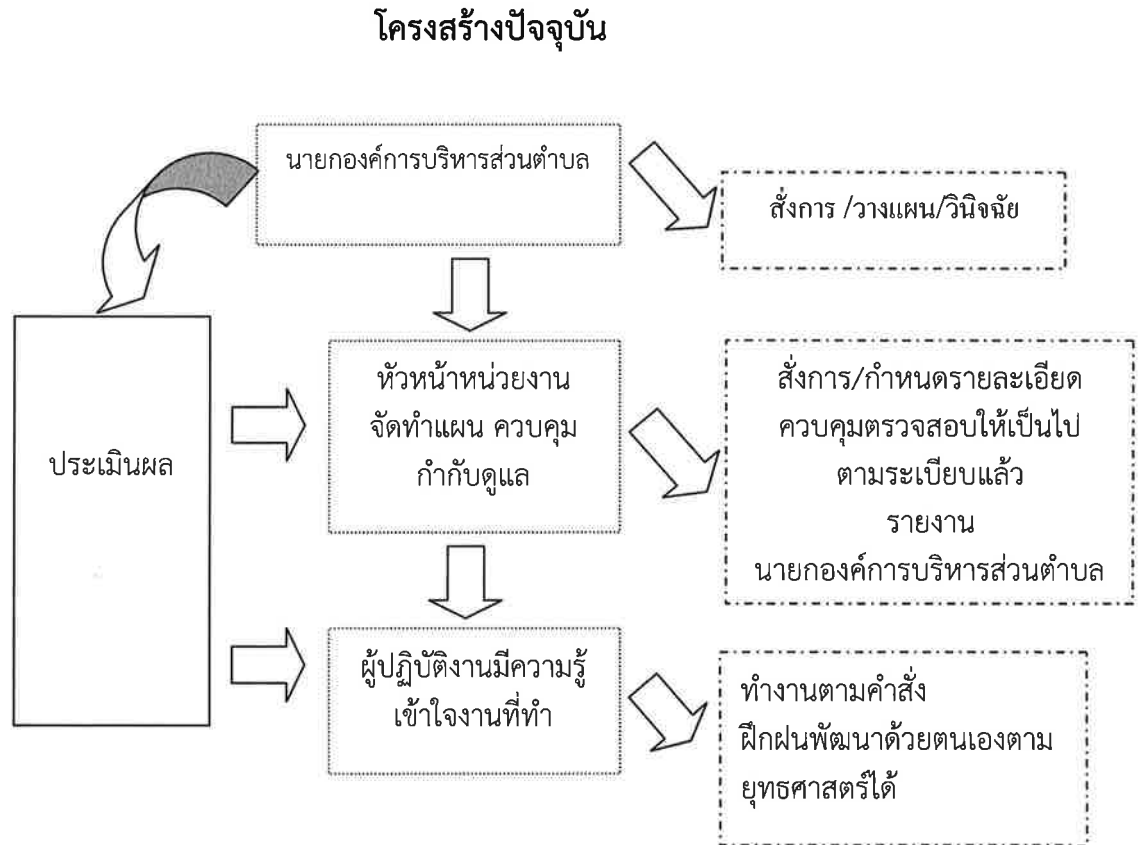 โครงสร้างปัจจุบัน
นายกองค์การบริหารส่วนตำบล
สั่งการ /วางแผน/วินิจฉัย
ประเมินผล
หัวหน้าหน่วยงาน
จัดทำแผน ควบคุม
กำกับดูแล
สั่งการ/กำหนดรายละเอียด
ควบคุมตรวจสอบให้เป็นไป
ตามระเบียบแล้ว
รายงาน
นายกองค์การบริหารส่วนตำบล
ผู้ปฏิบัติงานมีความรู้
เข้าใจงานที่ทำ
ทำงานตามคำสั่ง
ฝึกฝนพัฒนาด้วยตนเองตาม
ยุทธศาสตร์ได้